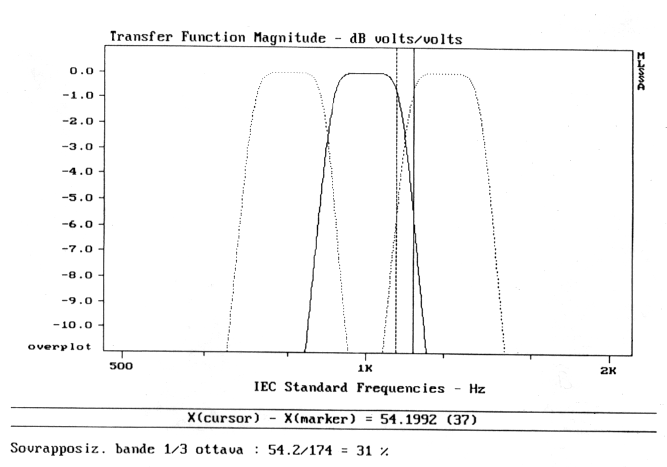 Transfer Function Magnitude - dB volts/volts
MLSSA
0.0
-1.0
-2.0
-3.0
-4.0
-5.0
-6.0
-7.0
-8.0
-9.0
-10.0
overplot
500 1K 2K
IEC Standard Frequencies - Hz
X(cursor) - X(marker) = 54.1992 (37)
Sovrapposiz. bande 1/3 ottava : 54.2/174 = 31 %